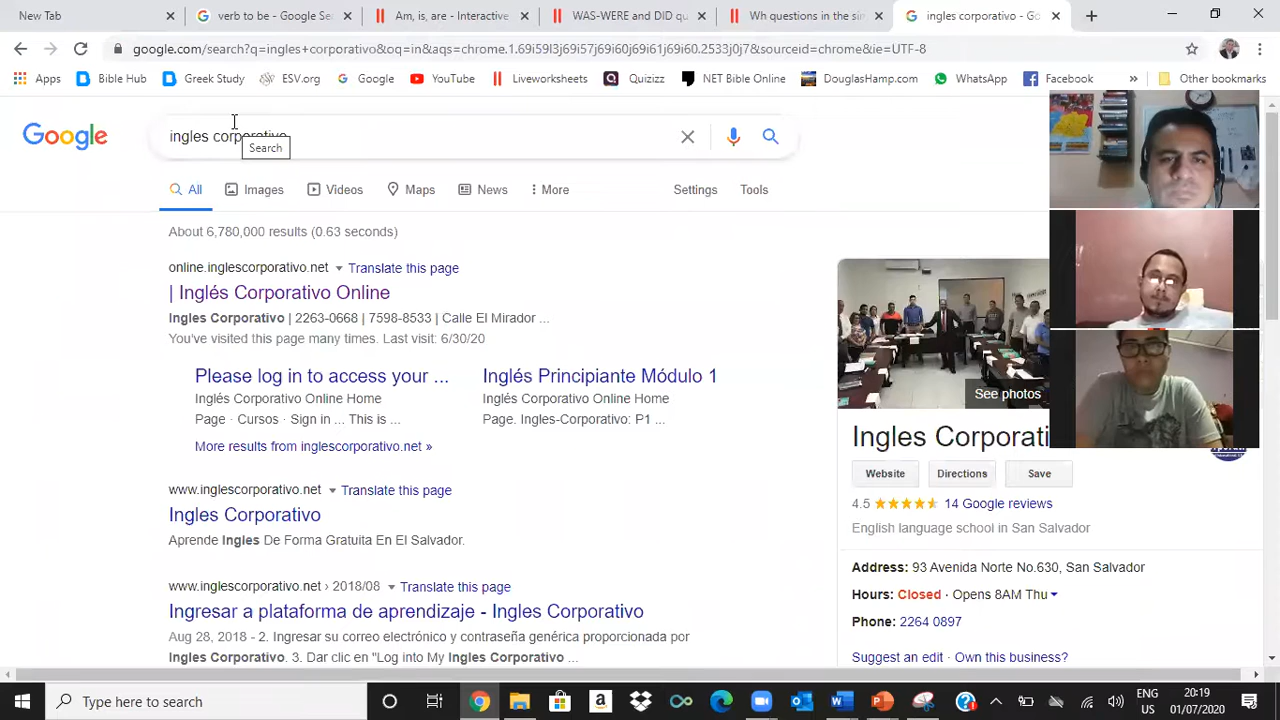 New Tab
verb to be - Google Se
Am, is, are - Interactive
WAS-WERE and DID qu
Wh questions in the sim
ingles corporativo - Go
google.com/search?q=ingles+corporativo&oq=in&aqs=chrome.1.69i59l3j69i57j69i60j69i61j69i60.2533j0j7&sourceid=chrome&ie=UTF-8
Apps Bible Hub Greek Study ESV.org Google YouTube Liveworksheets Quizizz NET Bible Online DouglasHamp.com WhatsApp Facebook » Other bookmarks
Google
ingles corporativo
Search
All Images Videos Maps News More Settings Tools
About 6,780,000 results (0.63 seconds)
online.inglescorporativo.net Translate this page
| Inglés Corporativo Online
Ingles Corporativo | 2263-0668 | 7598-8533 | Calle El Mirador ...
You've visited this page many times. Last visit: 6/30/20
Please log in to access your ...
Inglés Corporativo Online Home
Page · Cursos · Sign in ... This is ...
Inglés Principiante Módulo 1
Inglés Corporativo Online Home
Page. Ingles-Corporativo: P1 ...
More results from inglescorporativo.net »
www.inglescorporativo.net Translate this page
Ingles Corporativo
Aprende Ingles De Forma Gratuita En El Salvador.
www.inglescorporativo.net › 2018/08 Translate this page
Ingresar a plataforma de aprendizaje - Ingles Corporativo
Aug 28, 2018 - 2. Ingresar su correo electrónico y contraseña genérica proporcionada por
Ingles Corporativo. 3. Dar clic en "Log into My Ingles Corporativo ...
See photos
Ingles Corporati
Website Directions Save
4.5 14 Google reviews
English language school in San Salvador
Address: 93 Avenida Norte No.630, San Salvador
Hours: Closed · Opens 8AM Thu
Phone: 2264 0897
Suggest an edit · Own this business?
Type here to search
ENG
US
20:19
01/07/2020